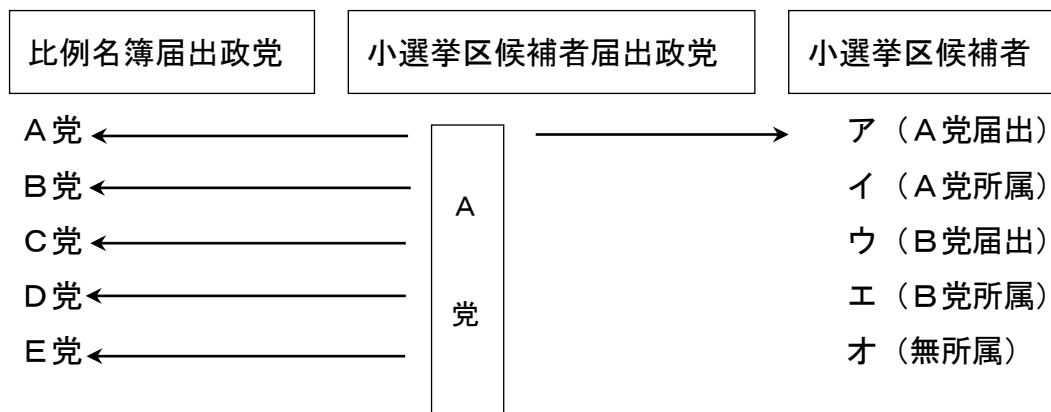 比例名簿届出政党 小選挙区候補者届出政党 小選挙区候補者
A党 ア（A党届出）
B党 イ（A党所属）
A
C党 ウ（B党届出）
D党 エ（B党所属）
党
E党 オ（無所属）